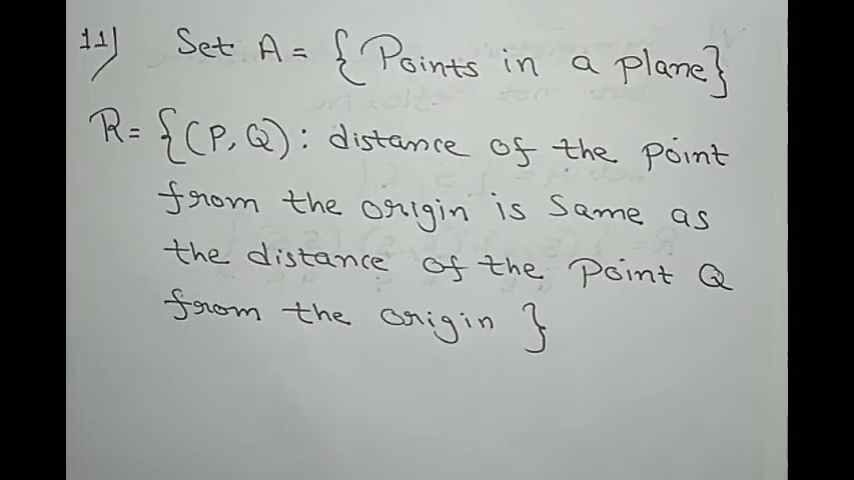 11) Set A = {Points in a plane}
R = {(P, Q) : distance of the point
from the origin is same as
the distance of the Point Q
from the origin }